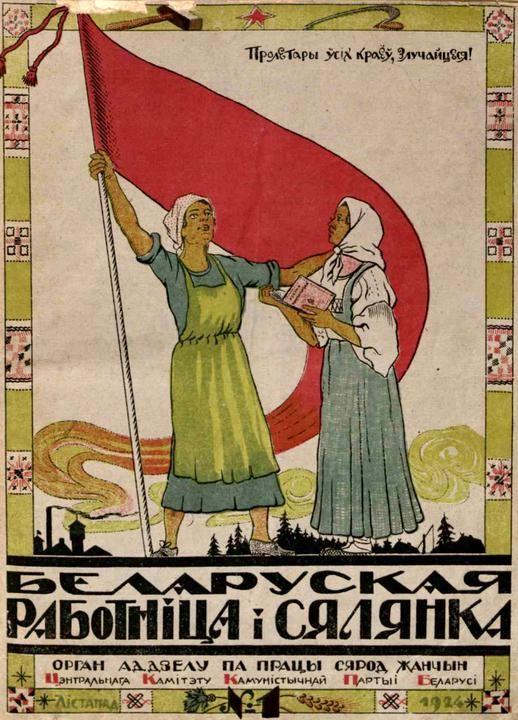 Пролетары ўсіх краёў, злучайцеся!
БЕЛАРУСКАЯ
РАБОТНІЦА і СЯЛЯНКА
ОРГАН АДДЗЕЛУ ПА ПРАЦЫ СЯРОД ЖАНЧЫН
ЦЭНТРАЛЬНАГА КАМІТЭТУ КАМУНІСТЫЧНАЙ ПАРТЫІ БЕЛАРУСІ
ЛІСТАПАД №1 1924